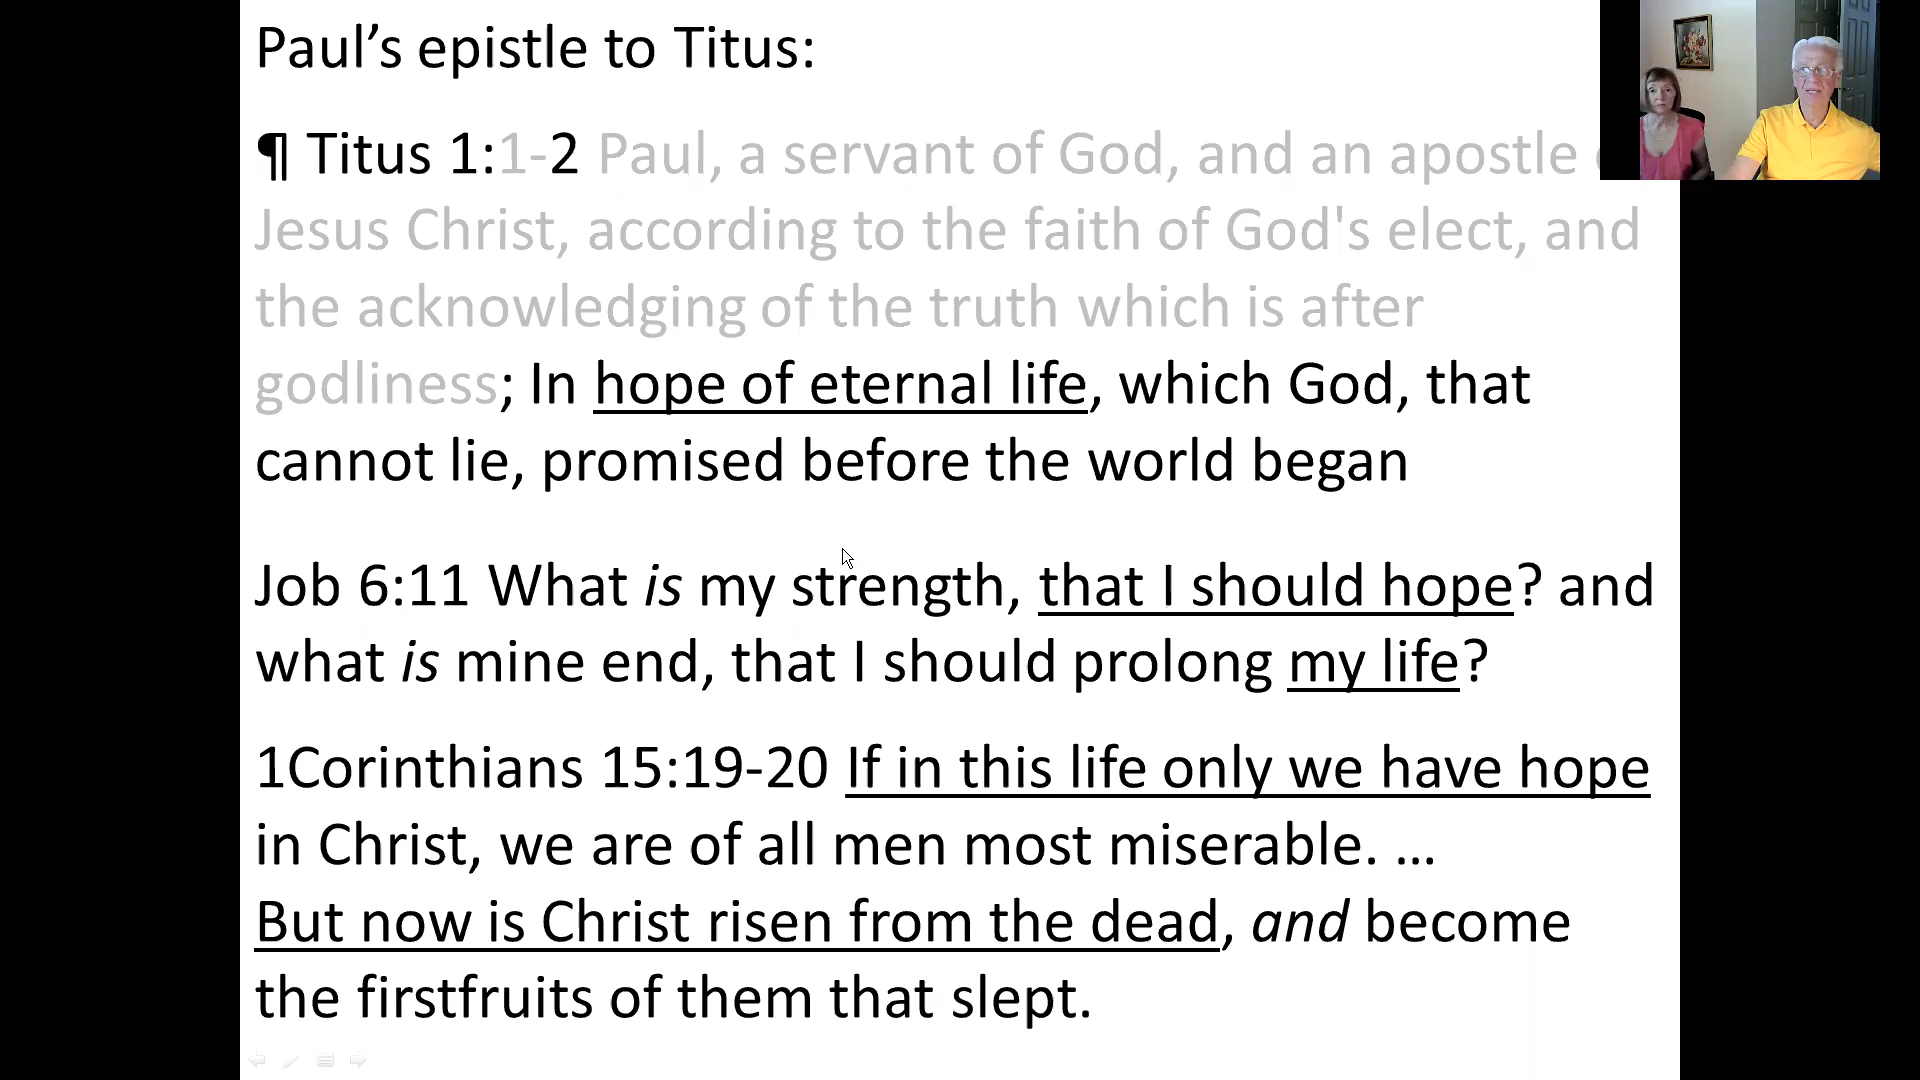 Paul’s epistle to Titus:
¶ Titus 1:1-2 Paul, a servant of God, and an apostle
Jesus Christ, according to the faith of God's elect, and
the acknowledging of the truth which is after
godliness; In hope of eternal life, which God, that
cannot lie, promised before the world began
Job 6:11 What is my strength, that I should hope? and
what is mine end, that I should prolong my life?
1Corinthians 15:19-20 If in this life only we have hope
in Christ, we are of all men most miserable. ...
But now is Christ risen from the dead, and become
the firstfruits of them that slept.